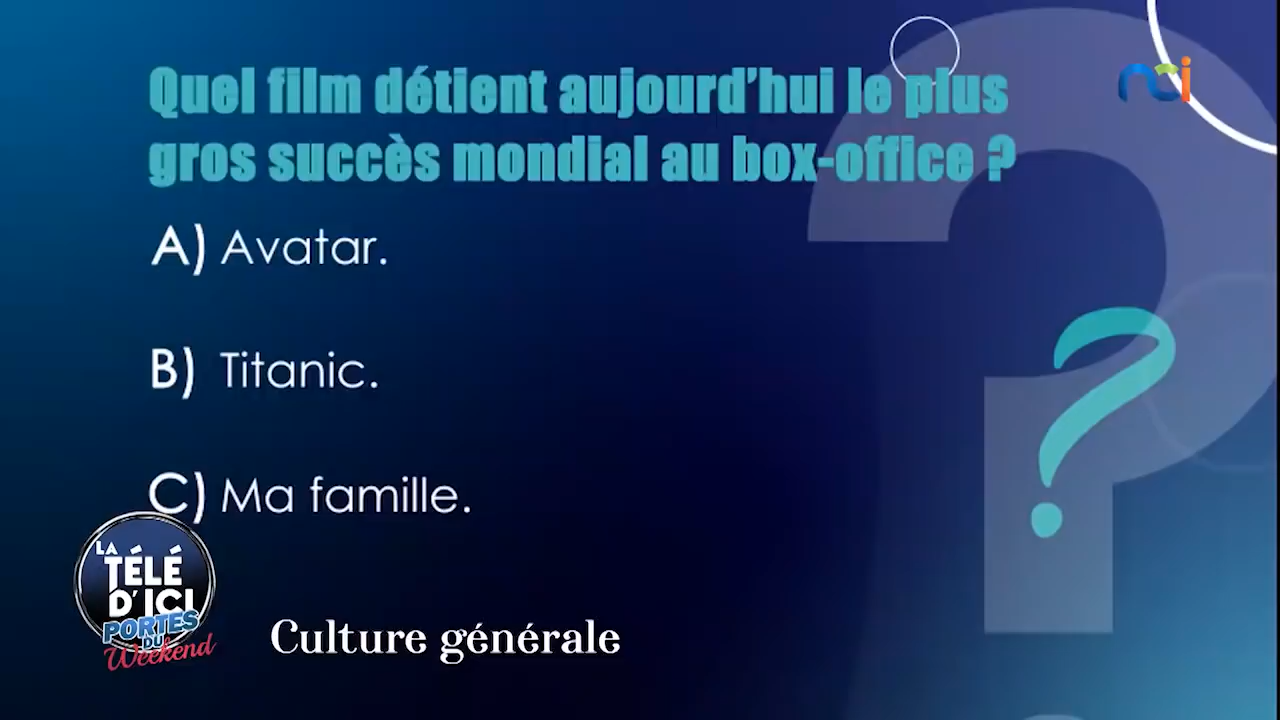 nci
Quel film détient aujourd’hui le plus
gros succès mondial au box-office ?
A) Avatar.
B) Titanic.
C) Ma famille.
LA
TÉLÉ
D’ICI
PORTES
DU
Weekend
Culture générale